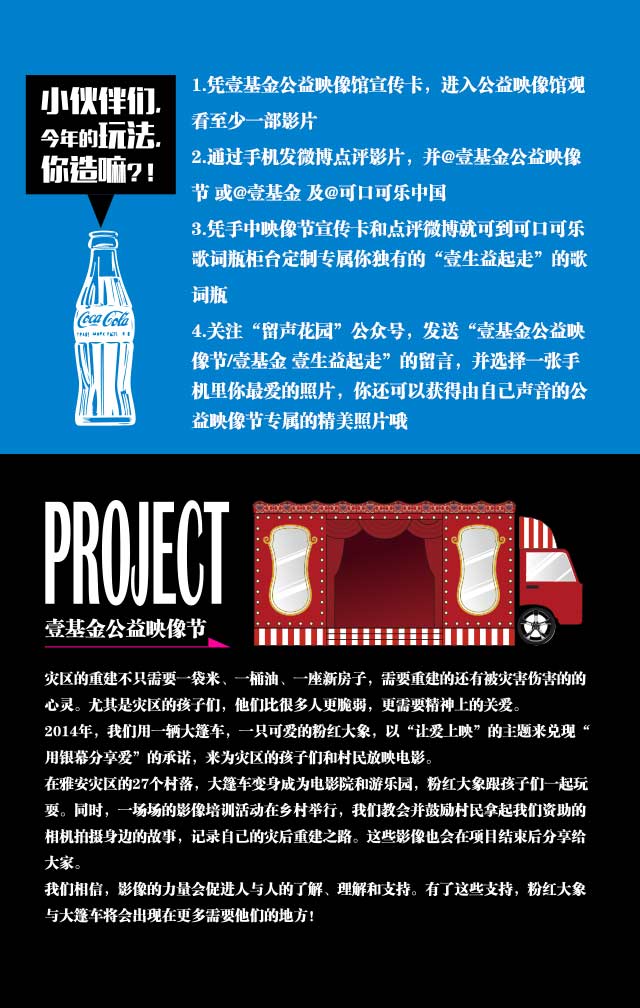 小伙伴们,
今年的玩法,
你造嘛?!
1.凭壹基金公益映像馆宣传卡，进入公益映像馆观
看至少一部影片
2.通过手机发微博点评影片，并@壹基金公益映像
节 或@壹基金 及@可口可乐中国
3.凭手中映像节宣传卡和点评微博就可到可口可乐
歌词瓶柜台定制专属你独有的“壹生益起走”的歌
词瓶
4.关注“留声花园”公众号，发送“壹基金公益映
像节/壹基金 壹生益起走”的留言，并选择一张手
机里你最爱的照片，你还可以获得由自己声音的公
益映像节专属的精美照片哦
Coca-Cola
PROJECT
壹基金公益映像节
灾区的重建不只需要一袋米、一桶油、一座新房子，需要重建的还有被灾害伤害的的
心灵。尤其是灾区的孩子们，他们比很多人更脆弱，更需要精神上的关爱。
2014年，我们用一辆大篷车，一只可爱的粉红大象，以“让爱上映”的主题来兑现“
用银幕分享爱”的承诺，来为灾区的孩子们和村民放映电影。
在雅安灾区的27个村落，大篷车变身成为电影院和游乐园，粉红大象跟孩子们一起玩
耍。同时，一场场的影像培训活动在乡村举行，我们教会并鼓励村民拿起我们资助的
相机拍摄身边的故事，记录自己的灾后重建之路。这些影像也会在项目结束后分享给
大家。
我们相信，影像的力量会促进人与人的了解、理解和支持。有了这些支持，粉红大象
与大篷车将会出现在更多需要他们的地方！